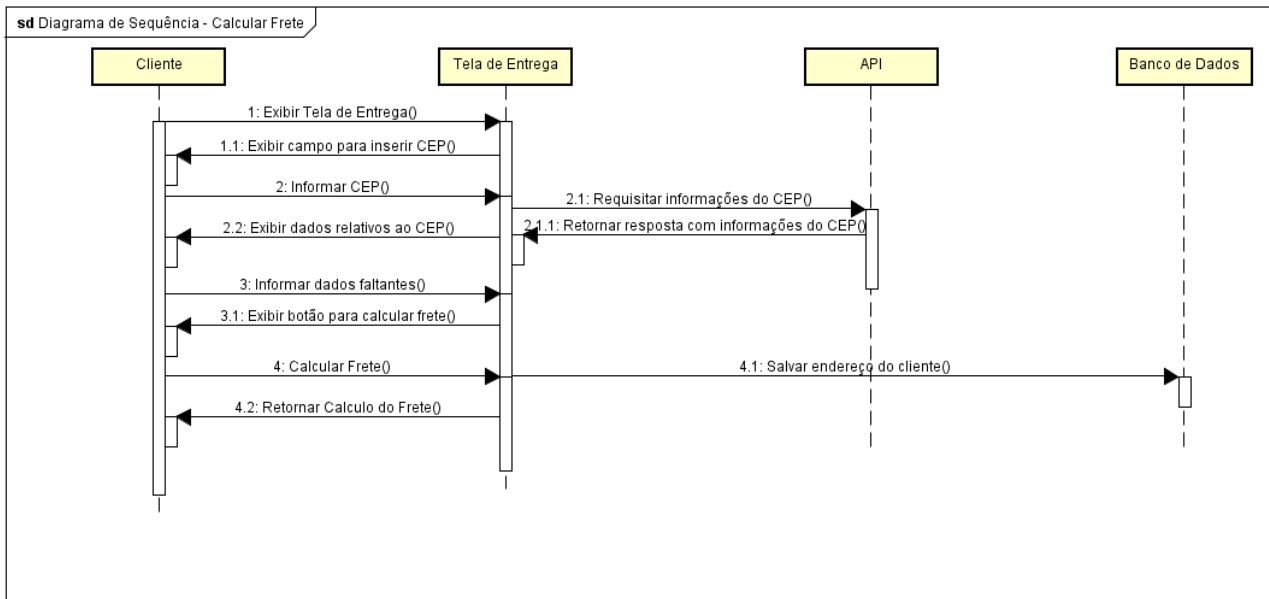 sd Diagrama de Sequência - Calcular Frete
Cliente
Tela de Entrega
API
Banco de Dados
1: Exibir Tela de Entrega()
1.1: Exibir campo para inserir CEP()
2: Informar CEP()
2.1: Requisitar informações do CEP()
2.1.1: Retornar resposta com informações do CEP()
2.2: Exibir dados relativos ao CEP()
3: Informar dados faltantes()
3.1: Exibir botão para calcular frete()
4: Calcular Frete()
4.1: Salvar endereço do cliente()
4.2: Retornar Calculo do Frete()